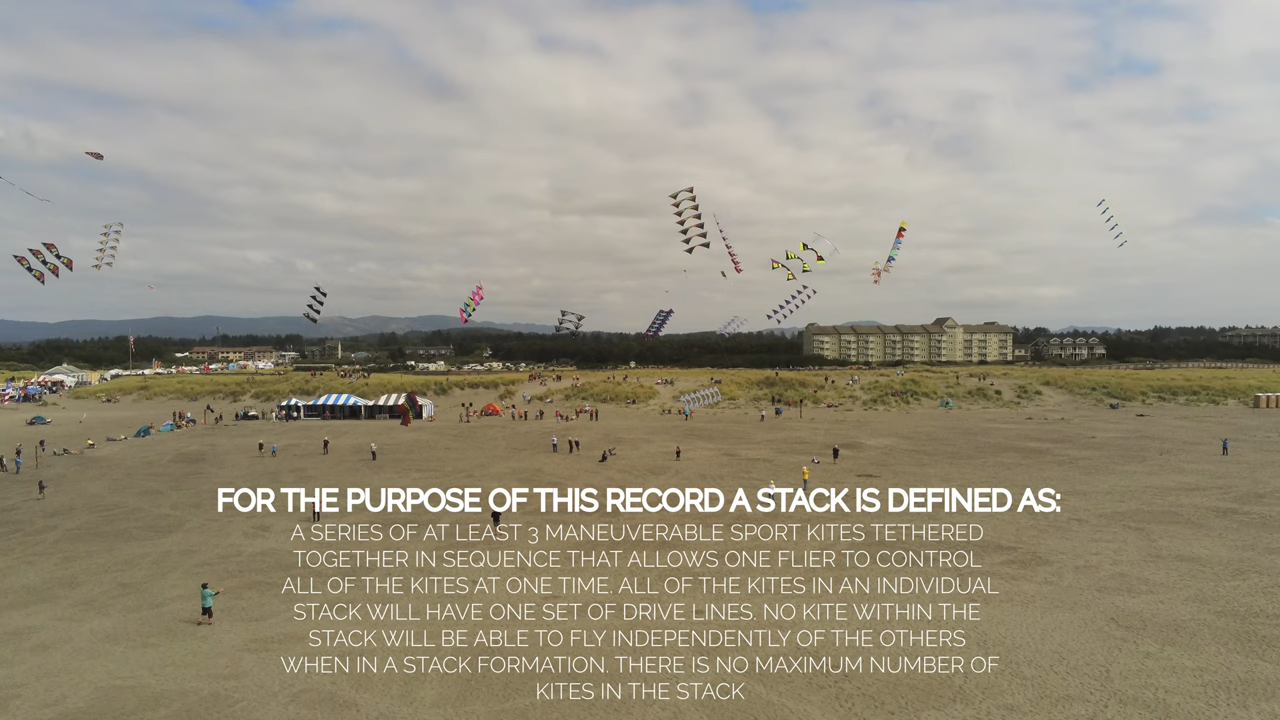 FOR THE PURPOSE OF THIS RECORD A STACK IS DEFINED AS:
A SERIES OF AT LEAST 3 MANEUVERABLE SPORT KITES TETHERED
TOGETHER IN SEQUENCE THAT ALLOWS ONE FLIER TO CONTROL
ALL OF THE KITES AT ONE TIME. ALL OF THE KITES IN AN INDIVIDUAL
STACK WILL HAVE ONE SET OF DRIVE LINES. NO KITE WITHIN THE
STACK WILL BE ABLE TO FLY INDEPENDENTLY OF THE OTHERS
WHEN IN A STACK FORMATION. THERE IS NO MAXIMUM NUMBER OF
KITES IN THE STACK